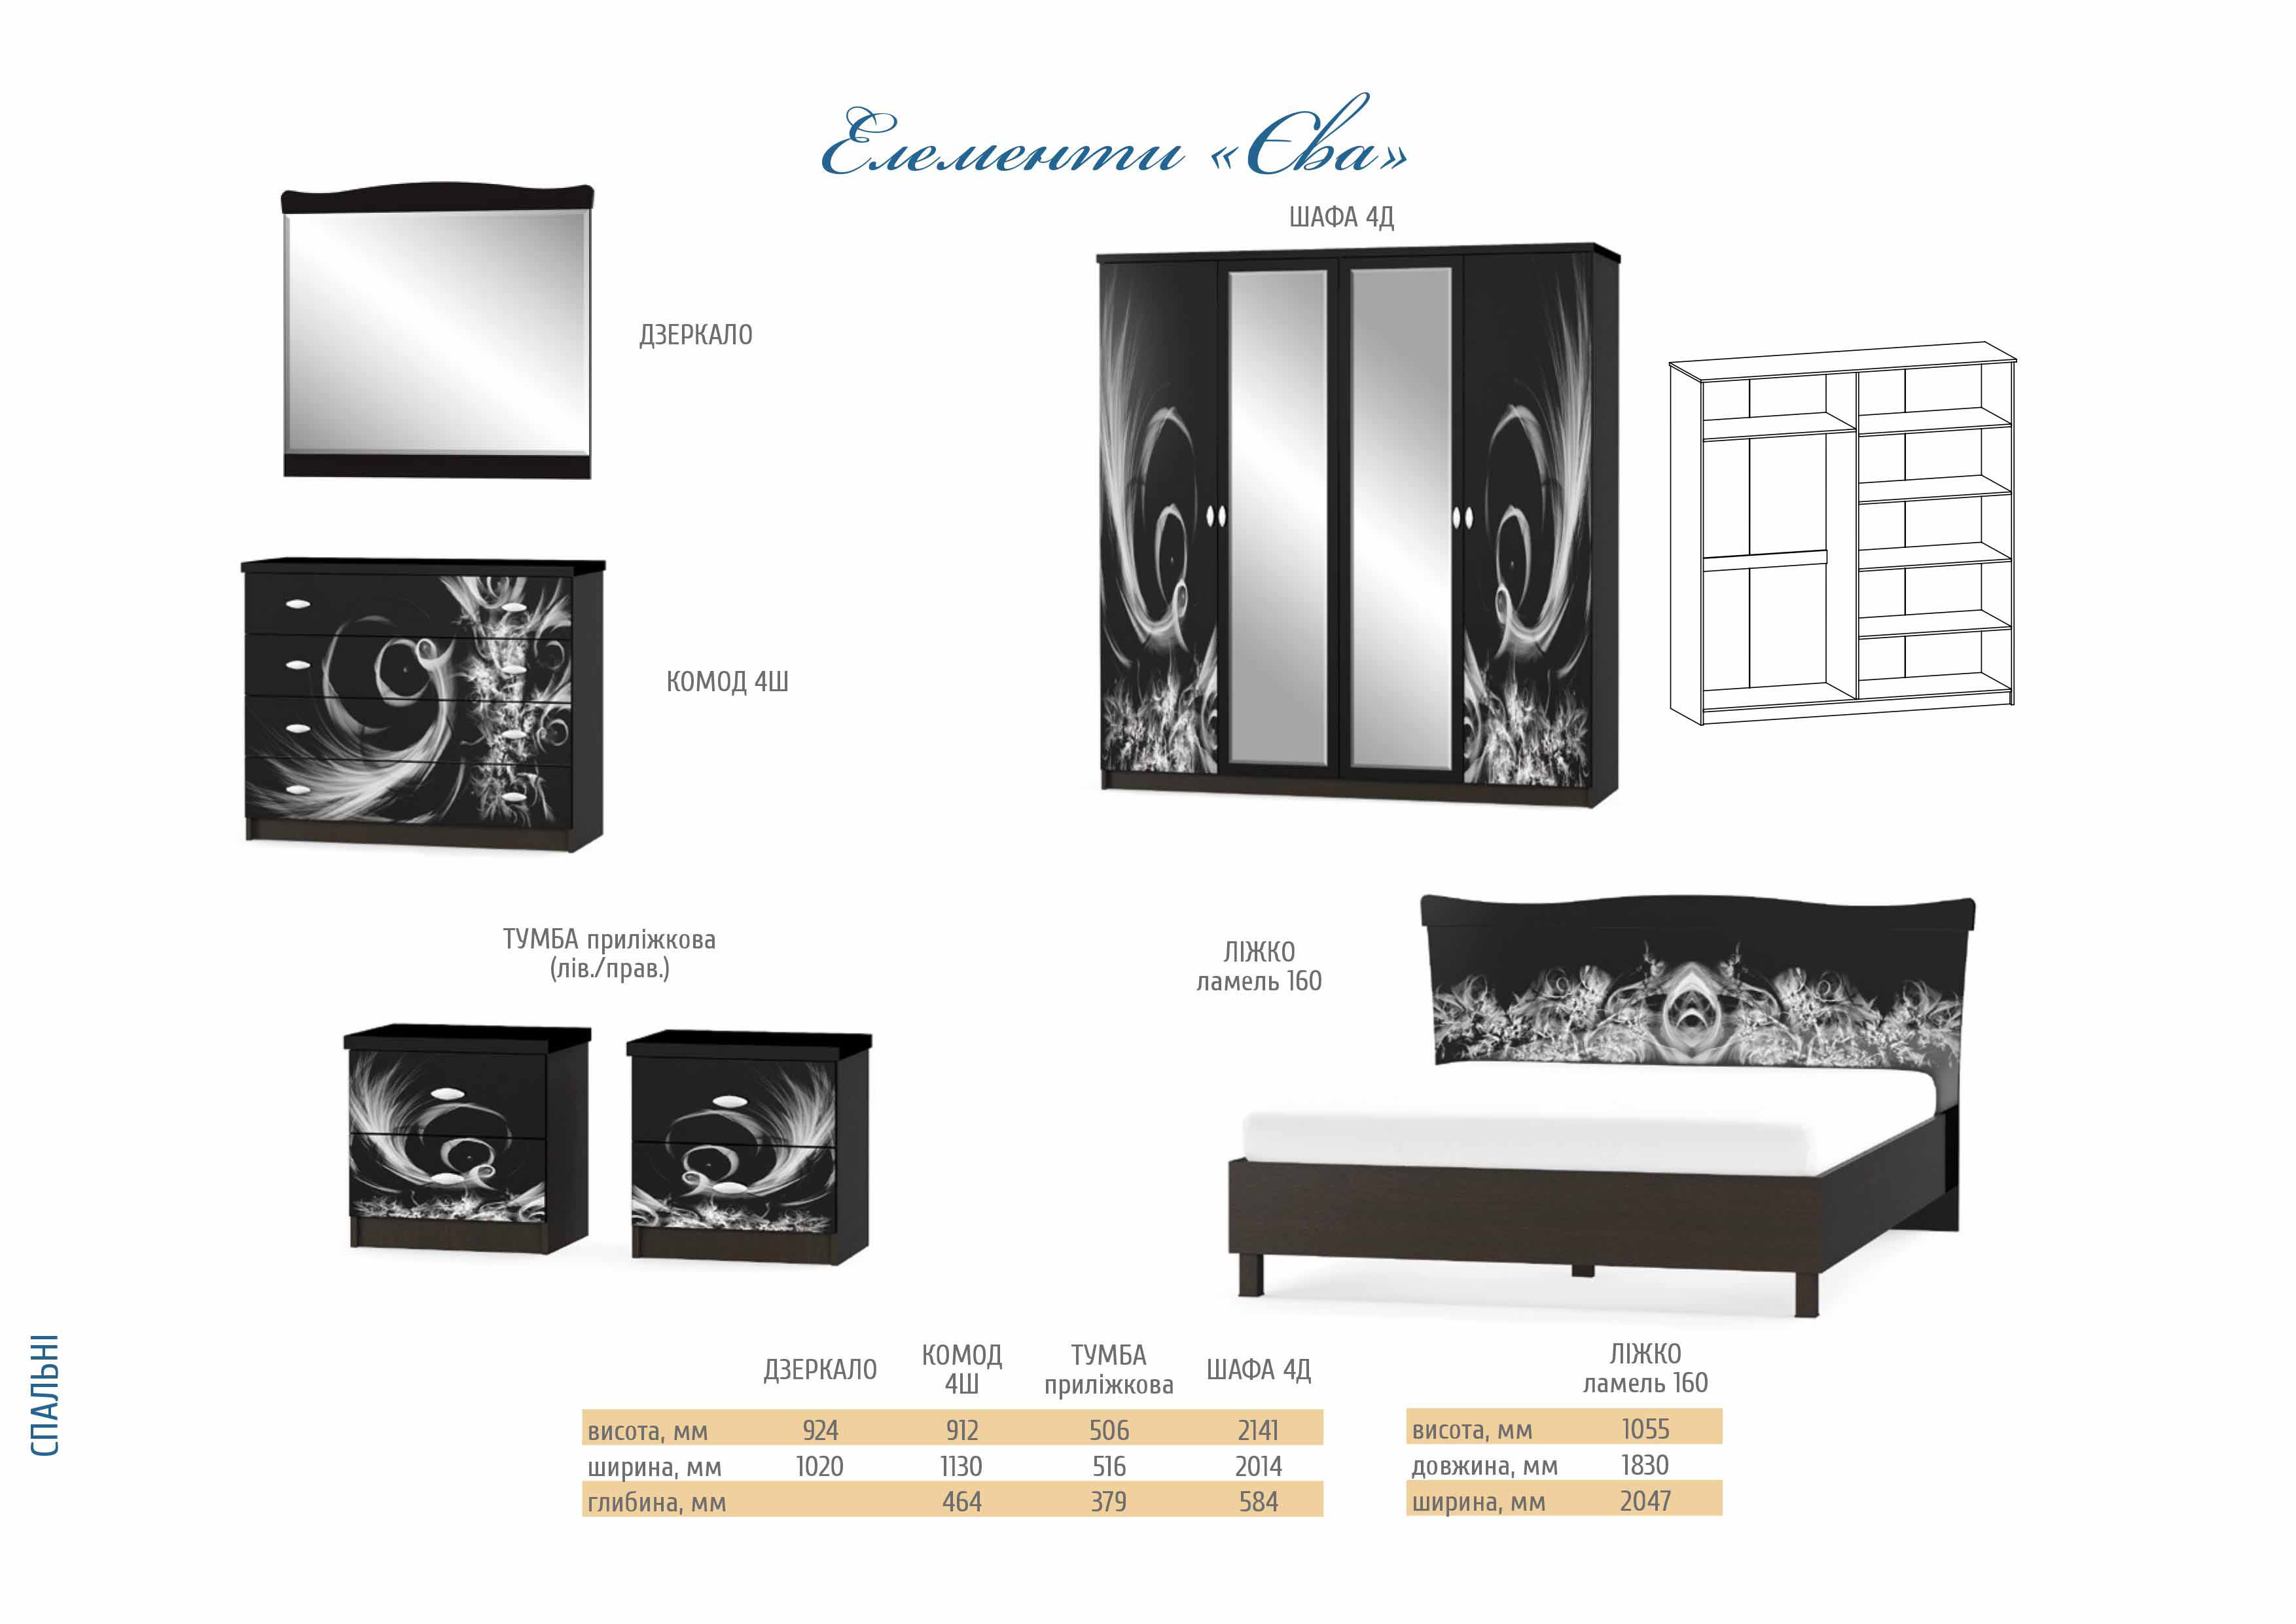 Елементи «Єва»
ШАФА 4Д
ДЗЕРКАЛО
КОМОД 4Ш
ТУМБА приліжкова
(лів./прав.)
ЛІЖКО
ламель 160
СПАЛЬНІ
ДЗЕРКАЛО КОМОД 4Ш ТУМБА приліжкова ШАФА 4Д
висота, мм 924 912 506 2141
ширина, мм 1020 1130 516 2014
глибина, мм 464 379 584
ЛІЖКО
ламель 160
висота, мм 1055
довжина, мм 1830
ширина, мм 2047